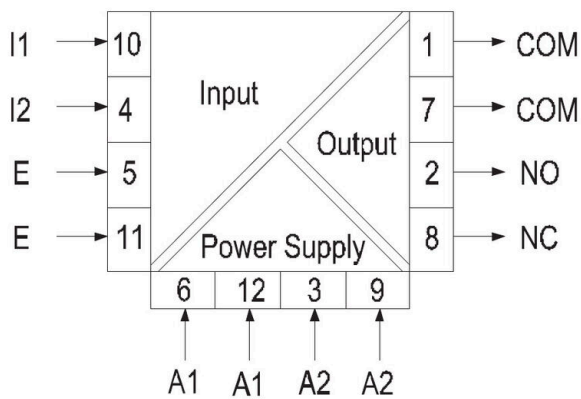 I1 10 1 COM
Input
I2 4 7 COM
Output
E 5 2 NO
E 11 8 NC
Power Supply
6 12 3 9
A1 A1 A2 A2